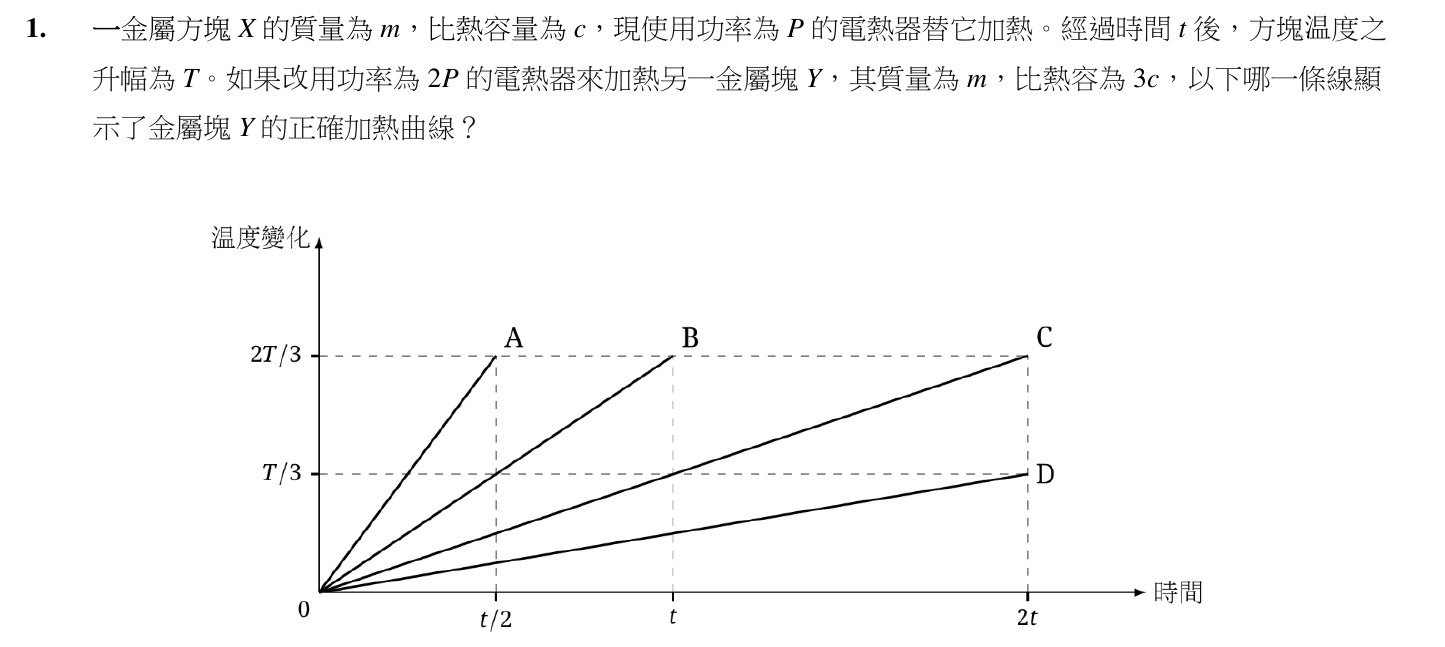 1. 一金屬方塊 X 的質量為 m，比熱容量為 c，現使用功率為 P 的電熱器替它加熱。經過時間 t 後，方塊温度之
升幅為 T。如果改用功率為 2P 的電熱器來加熱另一金屬塊 Y，其質量為 m，比熱容為 3c，以下哪一條線顯
示了金屬塊 Y 的正確加熱曲線？
温度變化
A B C
2T/3
T/3 D
0 時間
t/2 t 2t